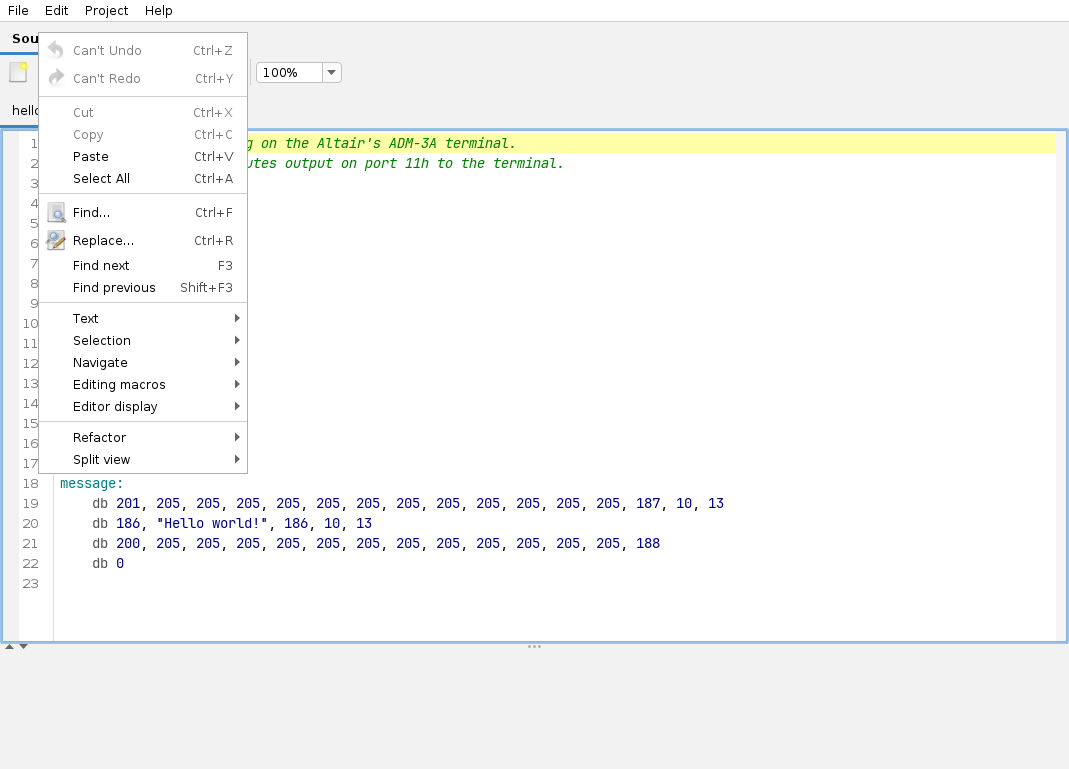 File Edit Project Help
Sou
Can't Undo Ctrl+Z
Can't Redo Ctrl+Y
100%
hello
Cut Ctrl+X
Copy Ctrl+C
Paste Ctrl+V
Select All Ctrl+A
Find... Ctrl+F
Replace... Ctrl+R
Find next F3
Find previous Shift+F3
Text
Selection
Navigate
Editing macros
Editor display
Refactor
Split view
1 g on the Altair's ADM-3A terminal.
2 utes output on port 11h to the terminal.
3
4
5
6
7
8
9
10
11
12
13
14
15
16
17
18 message:
19 db 201, 205, 205, 205, 205, 205, 205, 205, 205, 205, 205, 205, 205, 187, 10, 13
20 db 186, "Hello world!", 186, 10, 13
21 db 200, 205, 205, 205, 205, 205, 205, 205, 205, 205, 205, 205, 205, 188
22 db 0
23